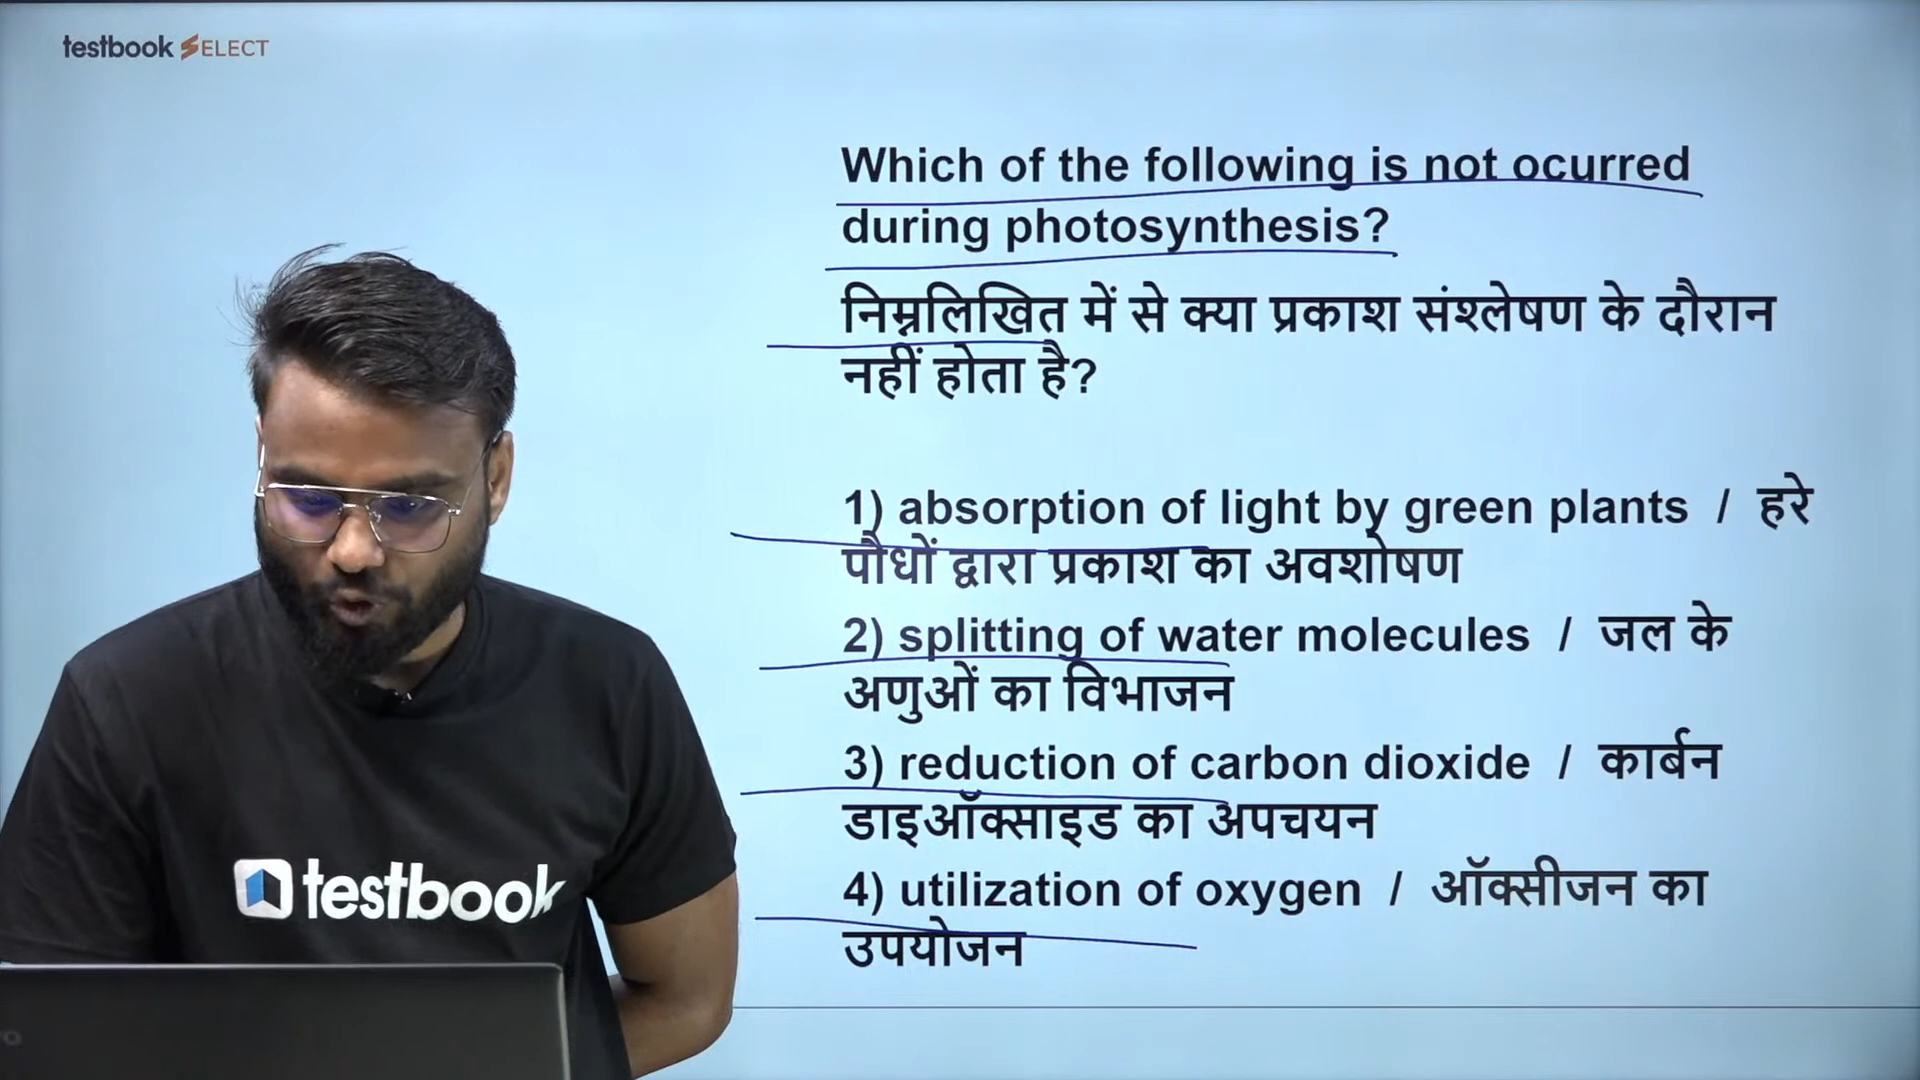 testbook SELECT
Which of the following is not ocurred
during photosynthesis?
निम्नलिखित में से क्या प्रकाश संश्लेषण के दौरान
नहीं होता है?
1) absorption of light by green plants / हरे
पौधों द्वारा प्रकाश का अवशोषण
2) splitting of water molecules / जल के
अणुओं का विभाजन
3) reduction of carbon dioxide / कार्बन
डाइऑक्साइड का अपचयन
4) utilization of oxygen / ऑक्सीजन का
उपयोजन
testbook